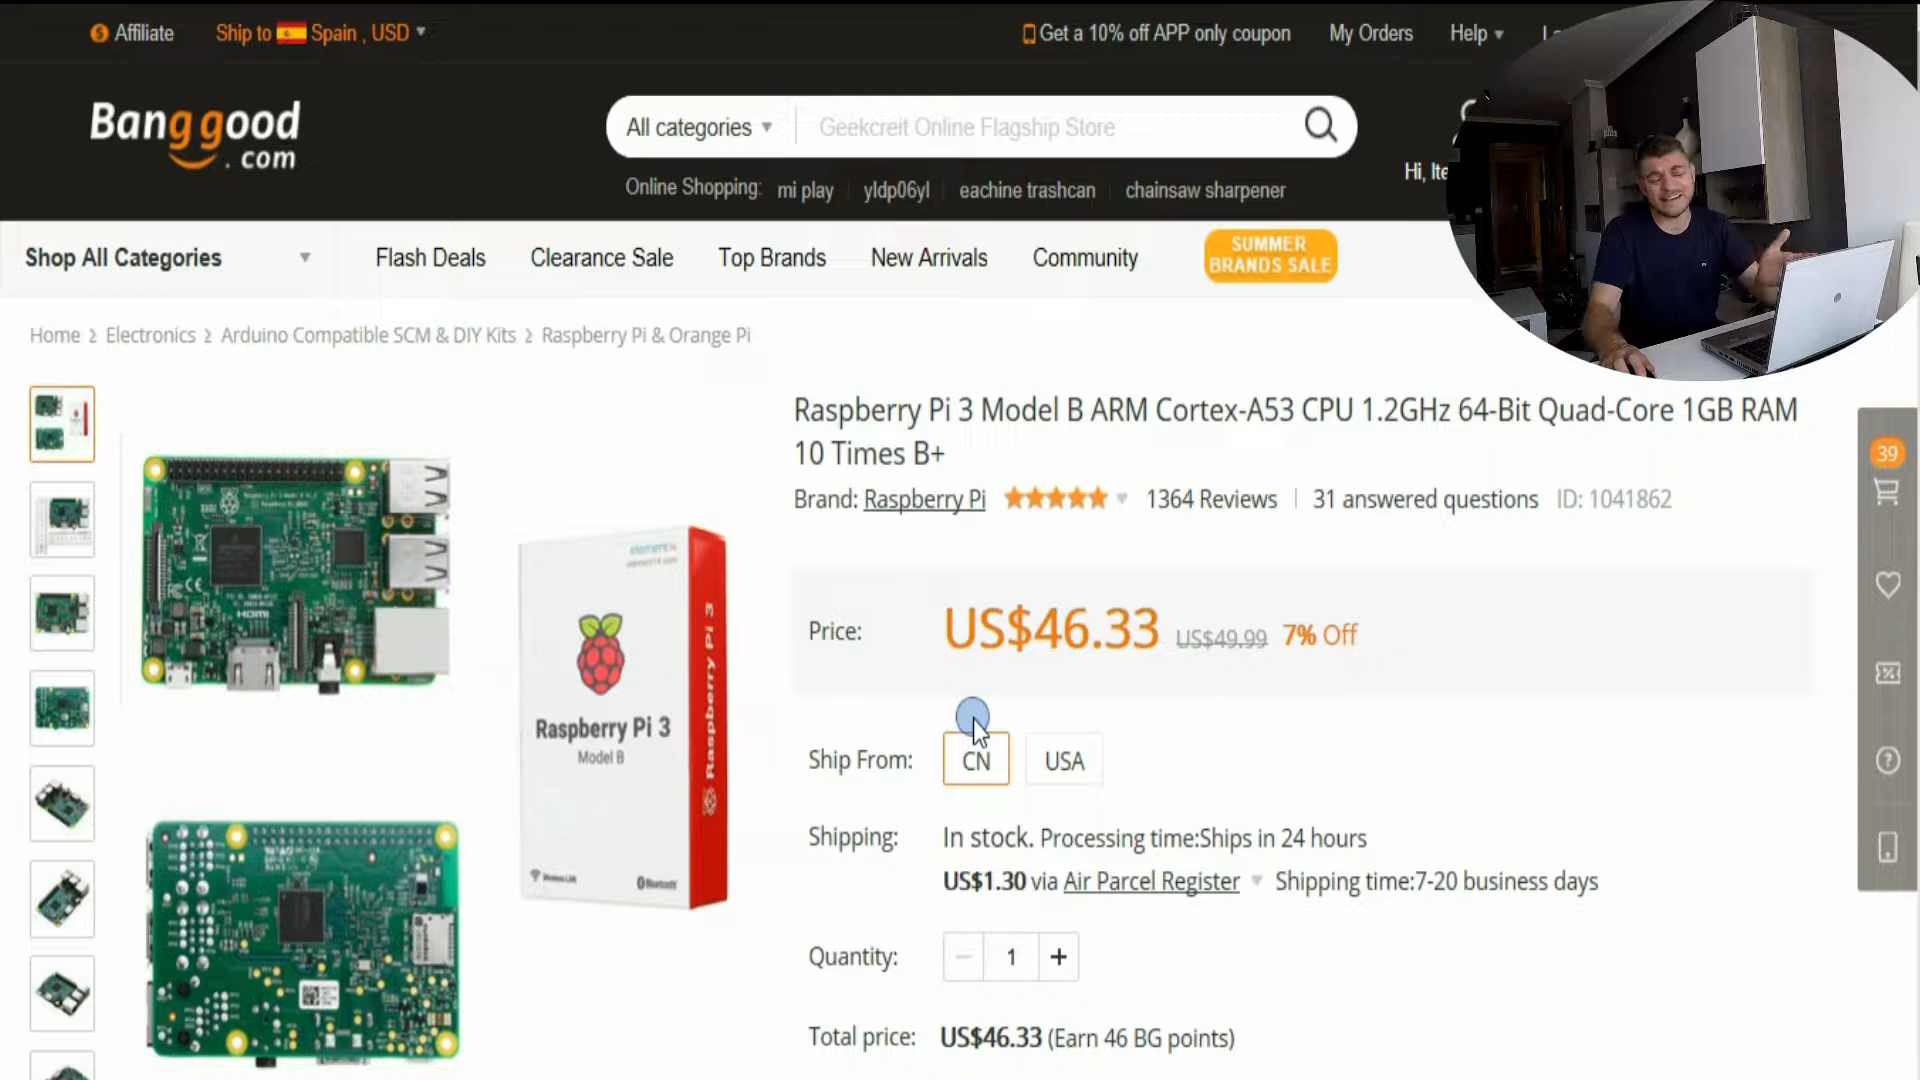 Affiliate
Ship to Spain , USD
Get a 10% off APP only coupon
My Orders
Help
Banggood
.com
All categories
Geekcreit Online Flagship Store
Online Shopping:
mi play
yldp06yl
eachine trashcan
chainsaw sharpener
Hi, Ite
Shop All Categories
Flash Deals
Clearance Sale
Top Brands
New Arrivals
Community
SUMMER
BRANDS SALE
Home > Electronics > Arduino Compatible SCM & DIY Kits > Raspberry Pi & Orange Pi
Raspberry Pi 3 Model B ARM Cortex-A53 CPU 1.2GHz 64-Bit Quad-Core 1GB RAM
10 Times B+
Brand: Raspberry Pi
1364 Reviews
31 answered questions
ID: 1041862
39
element14
HDMI
Raspberry Pi 3
Model B
Raspberry Pi 3
Wireless LAN
Bluetooth
Price:
US$46.33
US$49.99
7% Off
Ship From:
CN
USA
Shipping:
In stock. Processing time:Ships in 24 hours
US$1.30 via Air Parcel Register
Shipping time:7-20 business days
Quantity:
1
Total price:
US$46.33 (Earn 46 BG points)